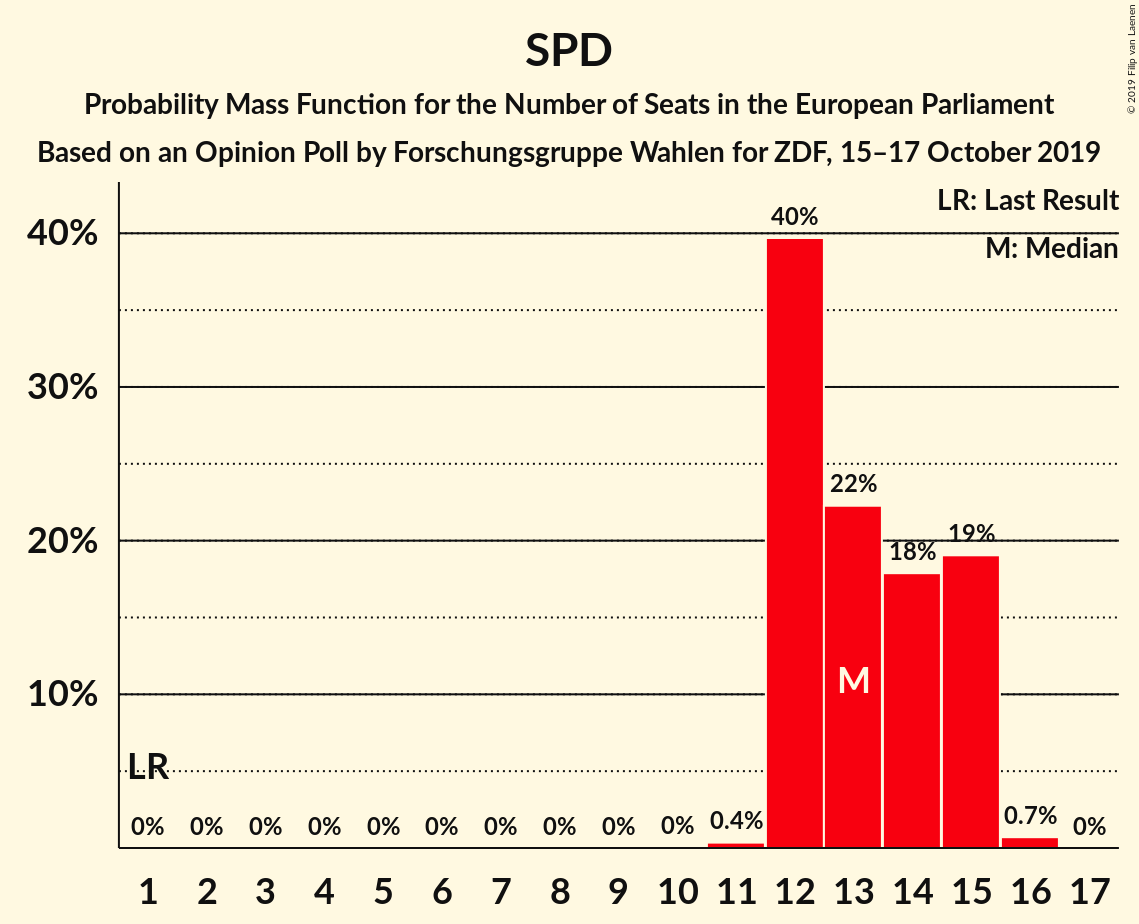 SPD
Probability Mass Function for the Number of Seats in the European Parliament
Based on an Opinion Poll by Forschungsgruppe Wahlen for ZDF, 15–17 October 2019
© 2019 Filip van Laenen
LR: Last Result
M: Median
40%
30%
20%
10%
40%
22%
18%
19%
M
LR
0% 0% 0% 0% 0% 0% 0% 0% 0% 0% 0.4% 0.7% 0%
1 2 3 4 5 6 7 8 9 10 11 12 13 14 15 16 17